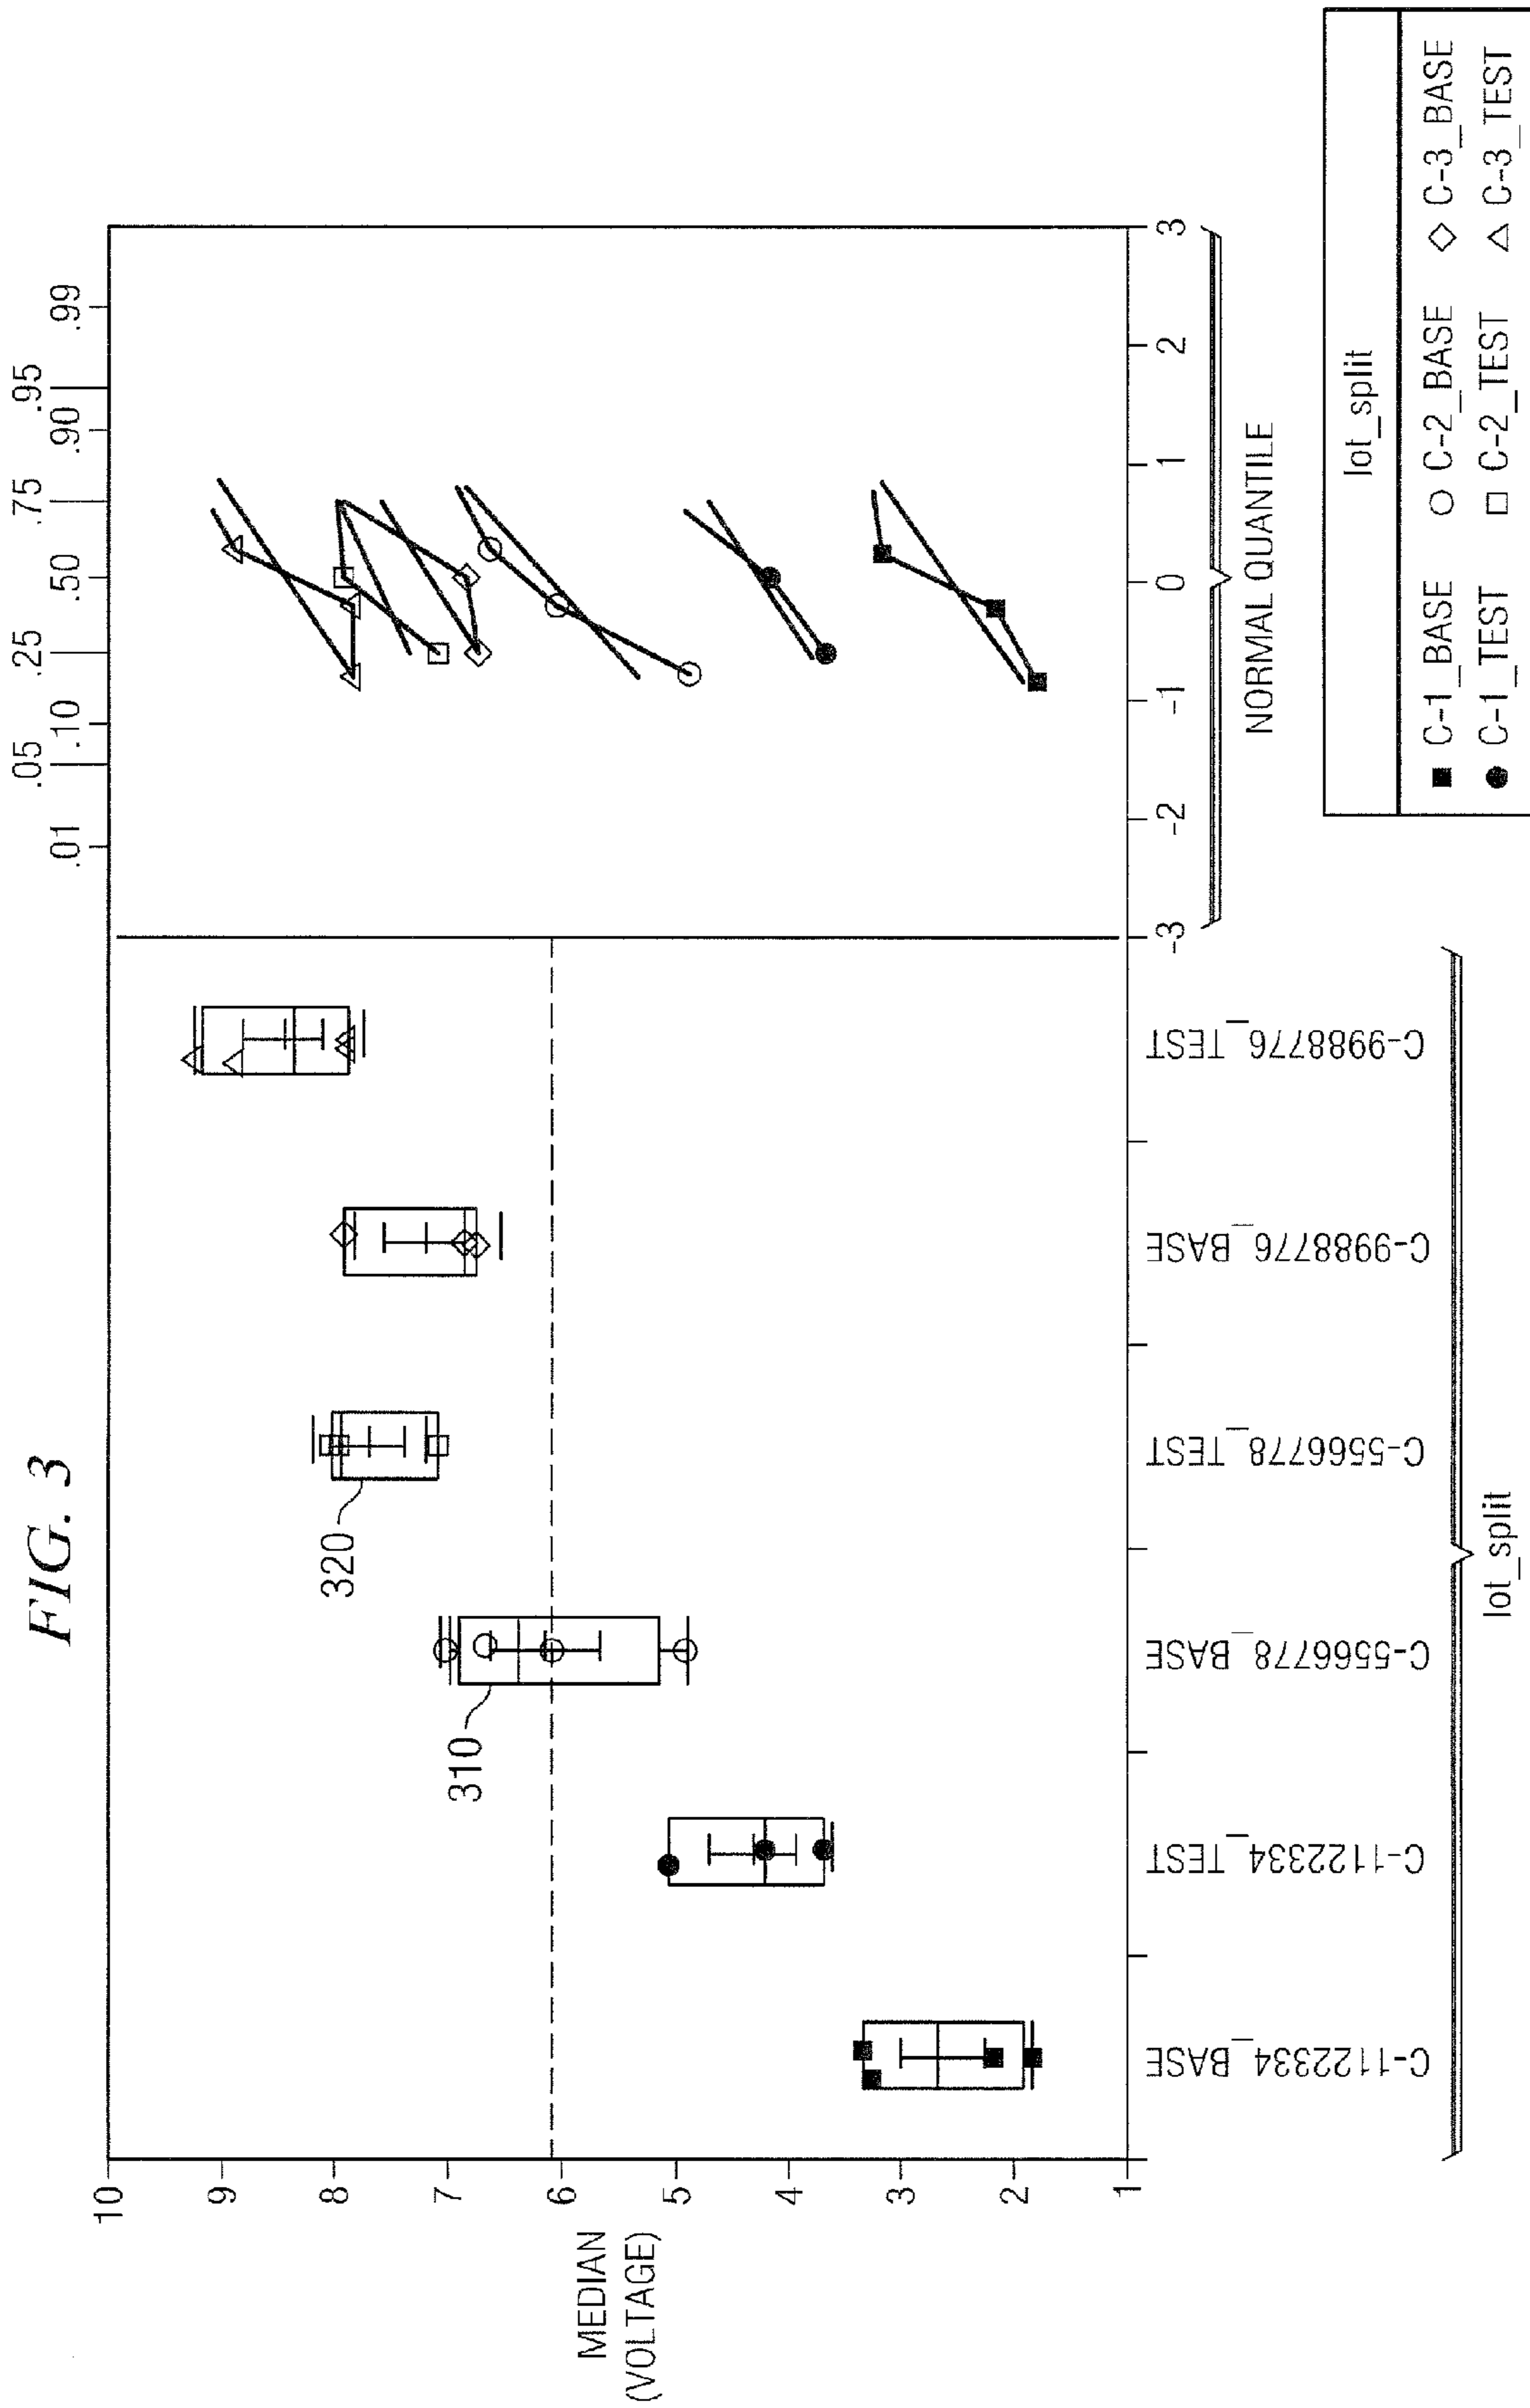 FIG. 3
MEDIAN
(VOLTAGE)
10
9
8
7
6
5
4
3
2
1
310
320
.01
.05
.10
.25
.50
.75
.90
.95
.99
C-1122334_BASE
C-1122334_TEST
C-5566778_BASE
C-5566778_TEST
C-9988776_BASE
C-9988776_TEST
lot_split
-3
-2
-1
0
1
2
3
NORMAL QUANTILE
lot_split
C-1_BASE C-2_BASE C-3_BASE
C-1_TEST C-2_TEST C-3_TEST